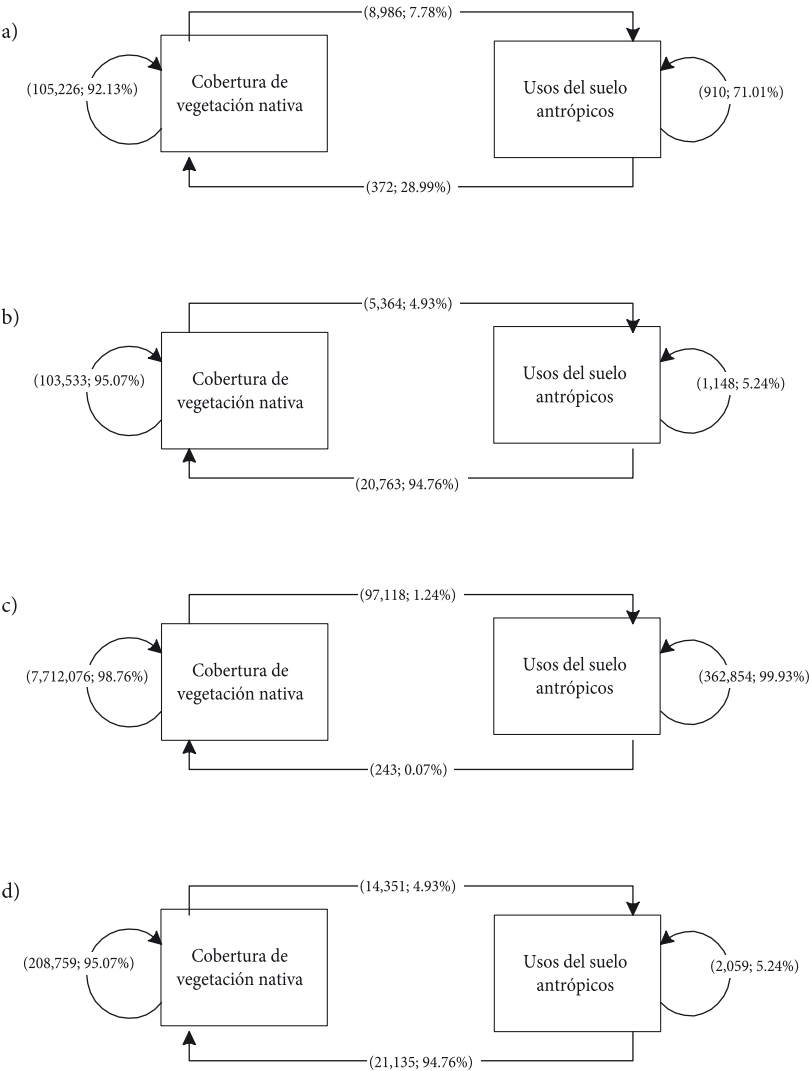 a)
(8,986; 7.78%)
(105,226; 92.13%)
Cobertura de
vegetación nativa
Usos del suelo
antrópicos
(910; 71.01%)
(372; 28.99%)
b)
(5,364; 4.93%)
(103,533; 95.07%)
Cobertura de
vegetación nativa
Usos del suelo
antrópicos
(1,148; 5.24%)
(20,763; 94.76%)
c)
(97,118; 1.24%)
(7,712,076; 98.76%)
Cobertura de
vegetación nativa
Usos del suelo
antrópicos
(362,854; 99.93%)
(243; 0.07%)
d)
(14,351; 4.93%)
(208,759; 95.07%)
Cobertura de
vegetación nativa
Usos del suelo
antrópicos
(2,059; 5.24%)
(21,135; 94.76%)